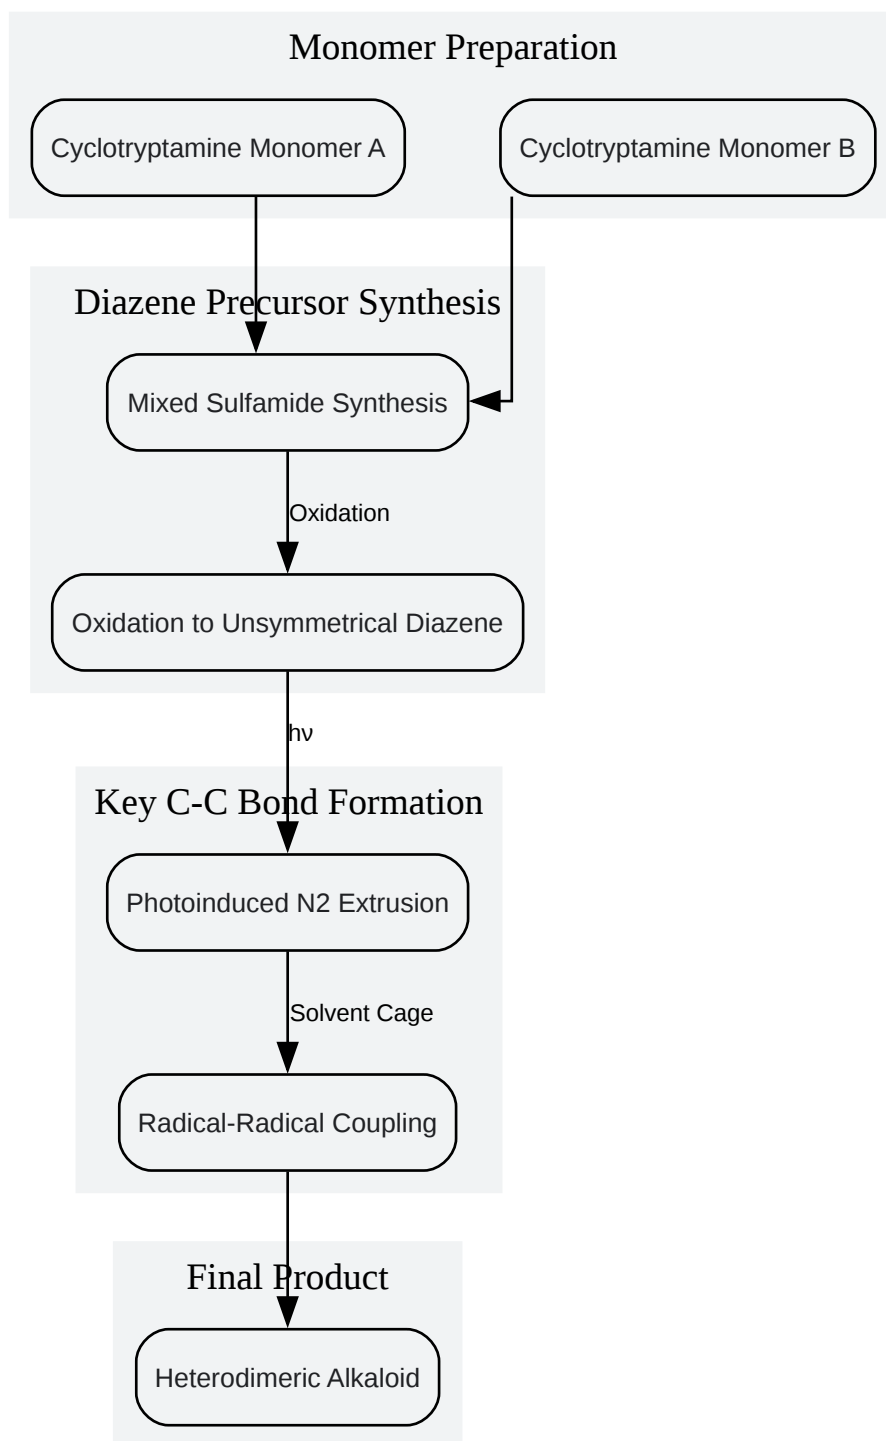 Monomer Preparation
Cyclotryptamine Monomer A
Cyclotryptamine Monomer B
Diazene Precursor Synthesis
Mixed Sulfamide Synthesis
Oxidation
Oxidation to Unsymmetrical Diazene
hν
Key C-C Bond Formation
Photoinduced N2 Extrusion
Solvent Cage
Radical-Radical Coupling
Final Product
Heterodimeric Alkaloid